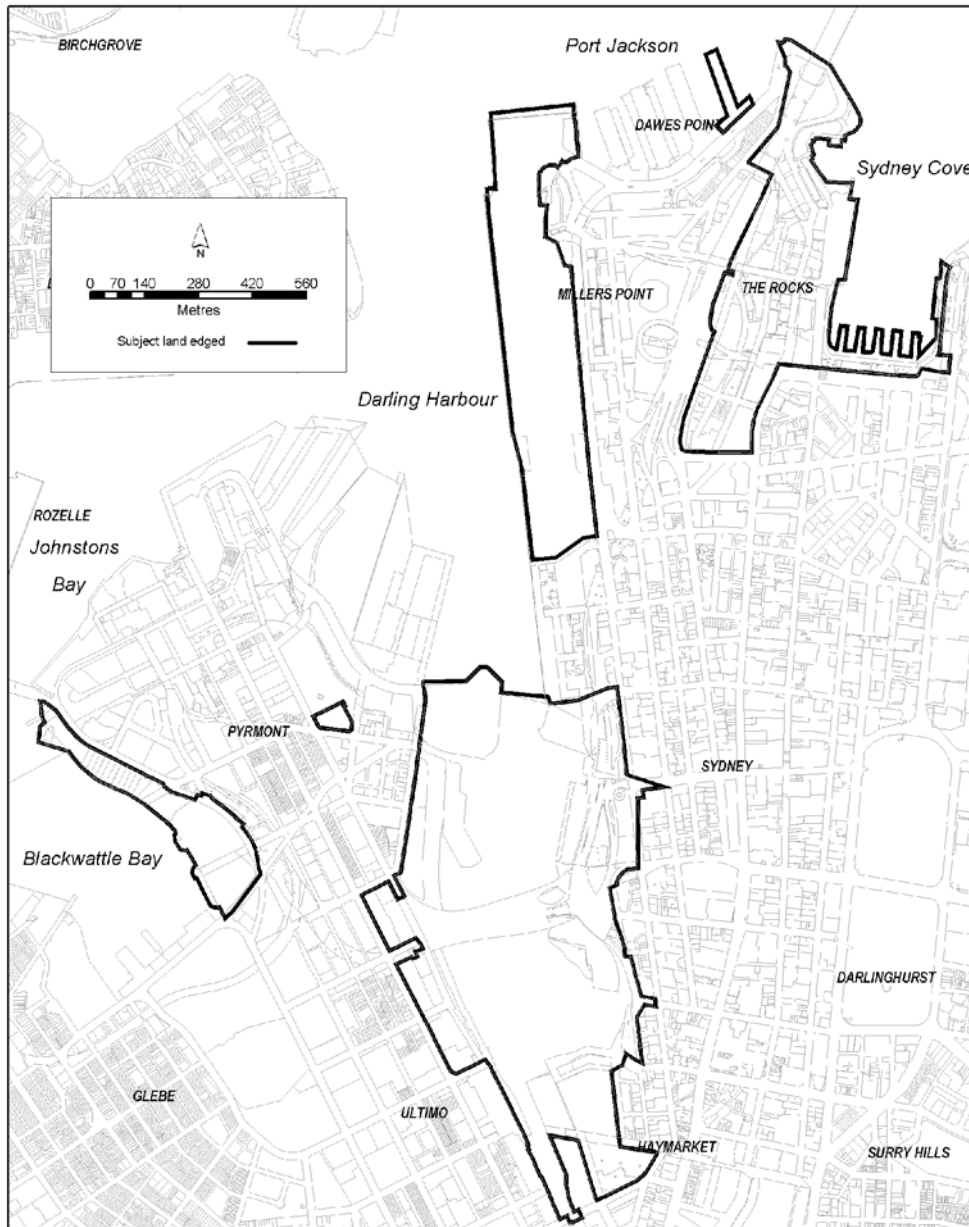 BIRCHGROVE
Port Jackson
DAWES POINT
Sydney Cove
N
0 70 140 280 420 560
Metres
Subject land edged
MILLERS POINT
THE ROCKS
Darling Harbour
ROZELLE
Johnstons
Bay
PYRMONT
SYDNEY
Blackwattle Bay
DARLINGHURST
GLEBE
ULTIMO
HAYMARKET
SURRY HILLS